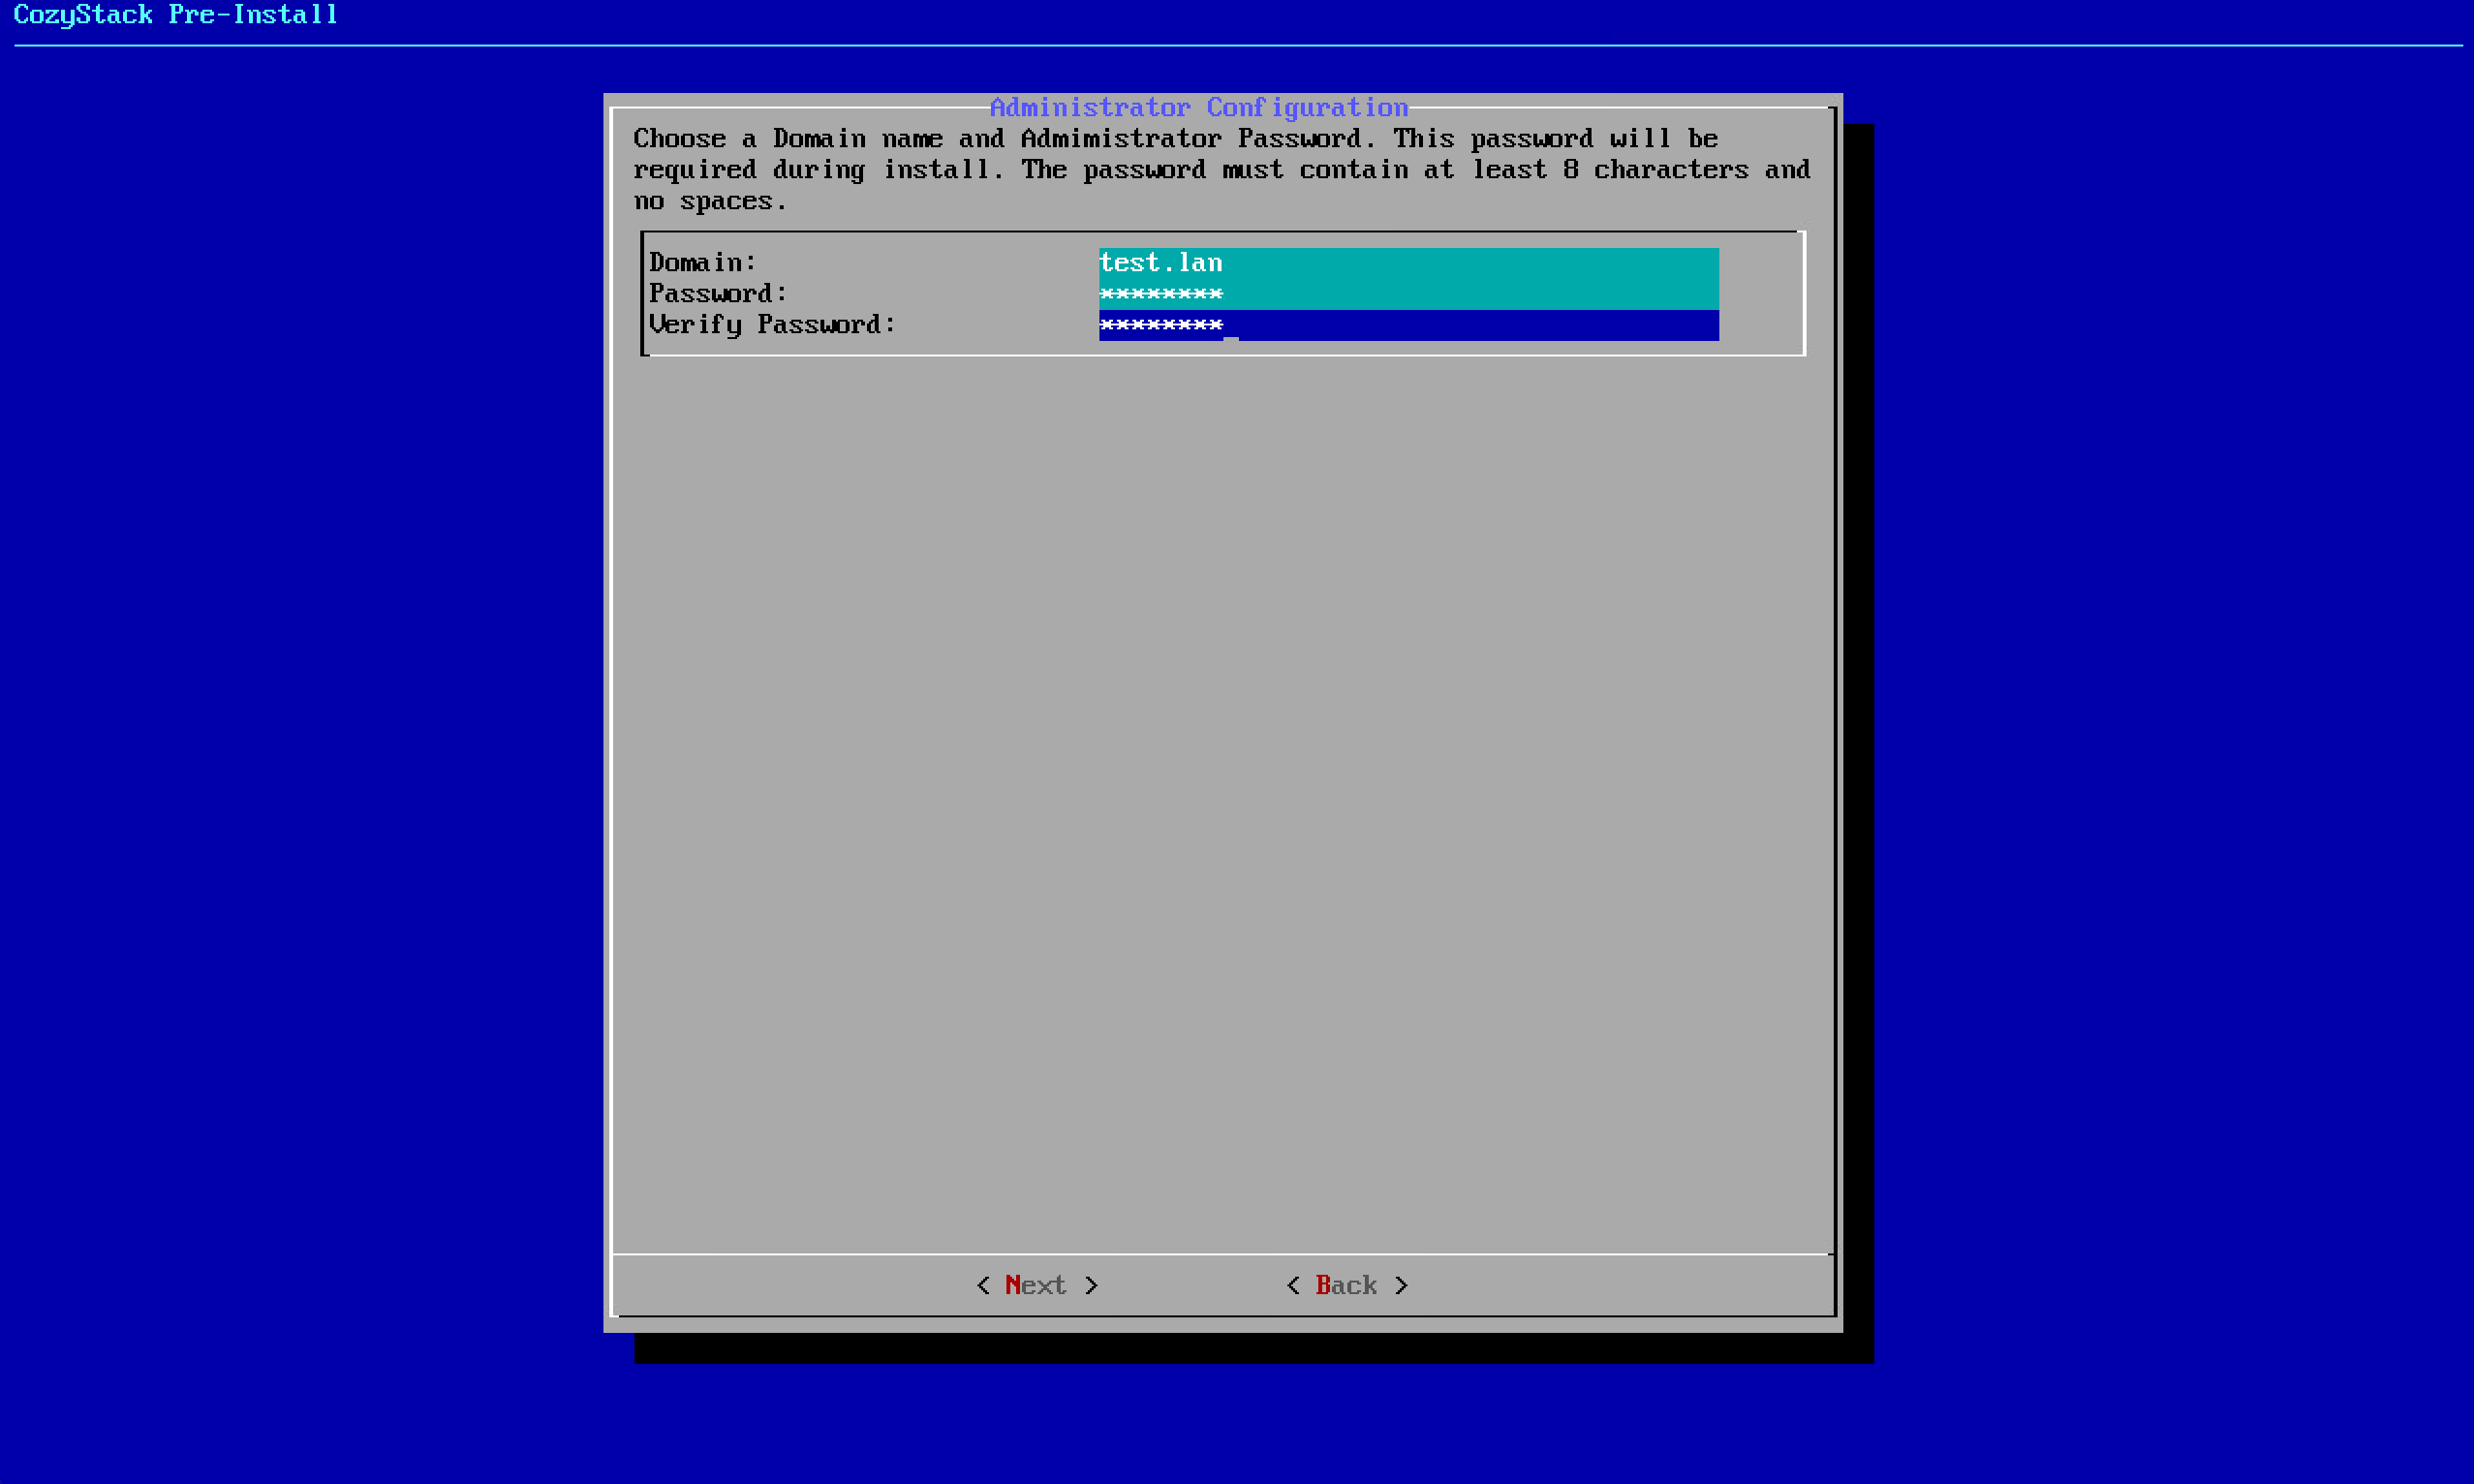 CozyStack Pre-Install
Administrator Configuration
Choose a Domain name and Admimistrator Password. This password will be
required during install. The password must contain at least 8 characters and
no spaces.
Domain: test.lan
Password: ********
Verify Password: ********_
< Next > < Back >